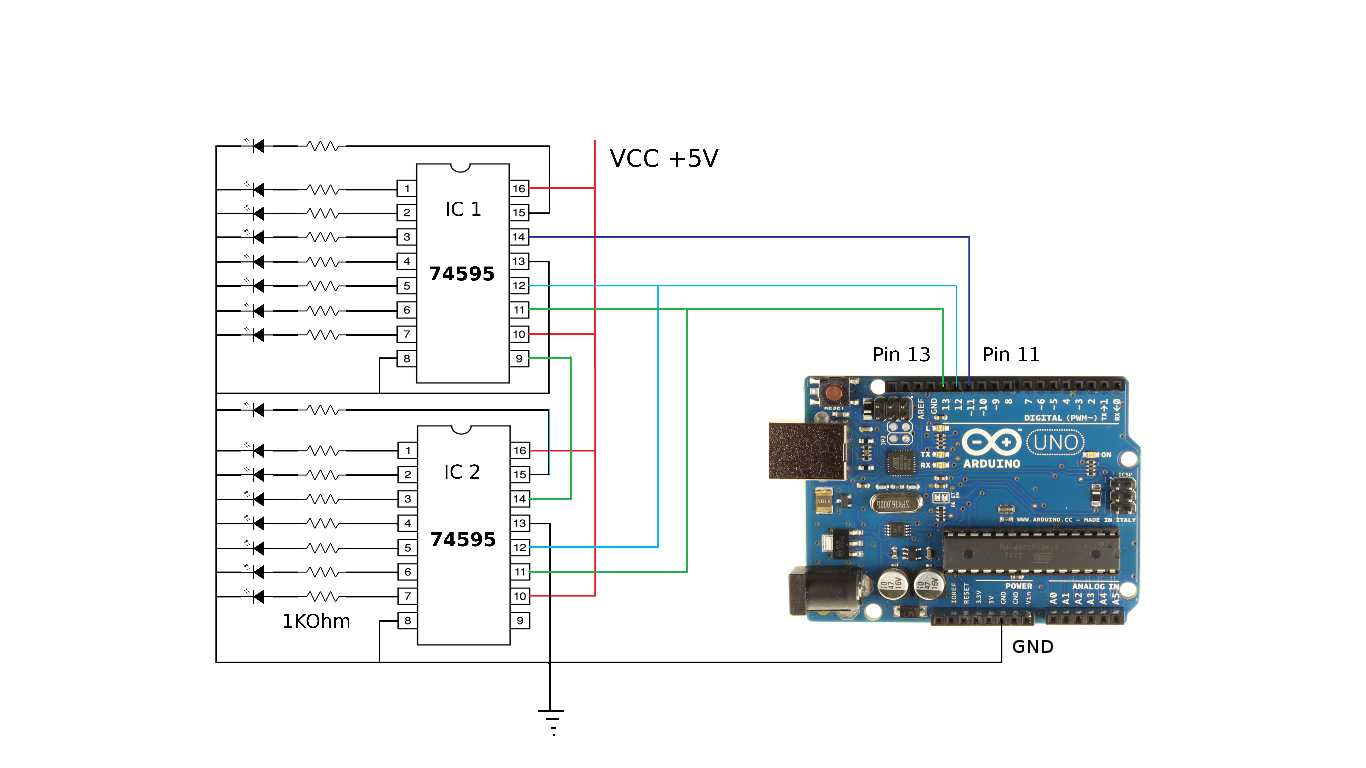 VCC +5V
IC 1
74595
1 16
2 15
3 14
4 13
5 12
6 11
7 10
8 9
Pin 13 Pin 11
IC 2
74595
1 16
2 15
3 14
4 13
5 12
6 11
7 10
8 9
1KOhm
RESET
AREF
GND
13
12
~11
~10
~9
8
7
~6
~5
4
~3
2
TX→1
RX←0
DIGITAL (PWM~)
L
TX
RX
UNO
ARDUINO
ON
ICSP
WWW.ARDUINO.CC - MADE IN ITALY
47
16V
47
16V
POWER
ANALOG IN
IOREF
RESET
3.3V
5V
GND
GND
Vin
A0
A1
A2
A3
A4
A5
GND